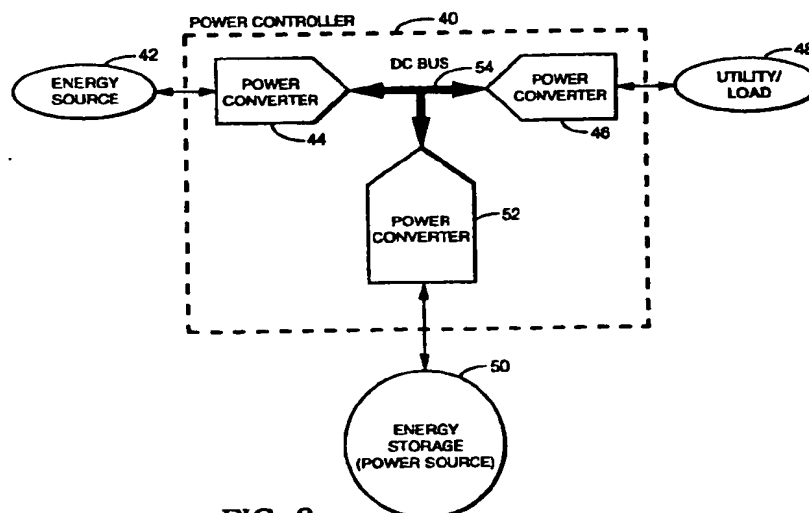 POWER CONTROLLER
40
42
ENERGY
SOURCE
POWER
CONVERTER
44
DC BUS
54
POWER
CONVERTER
46
48
UTILITY/
LOAD
POWER
CONVERTER
52
50
ENERGY
STORAGE
(POWER SOURCE)